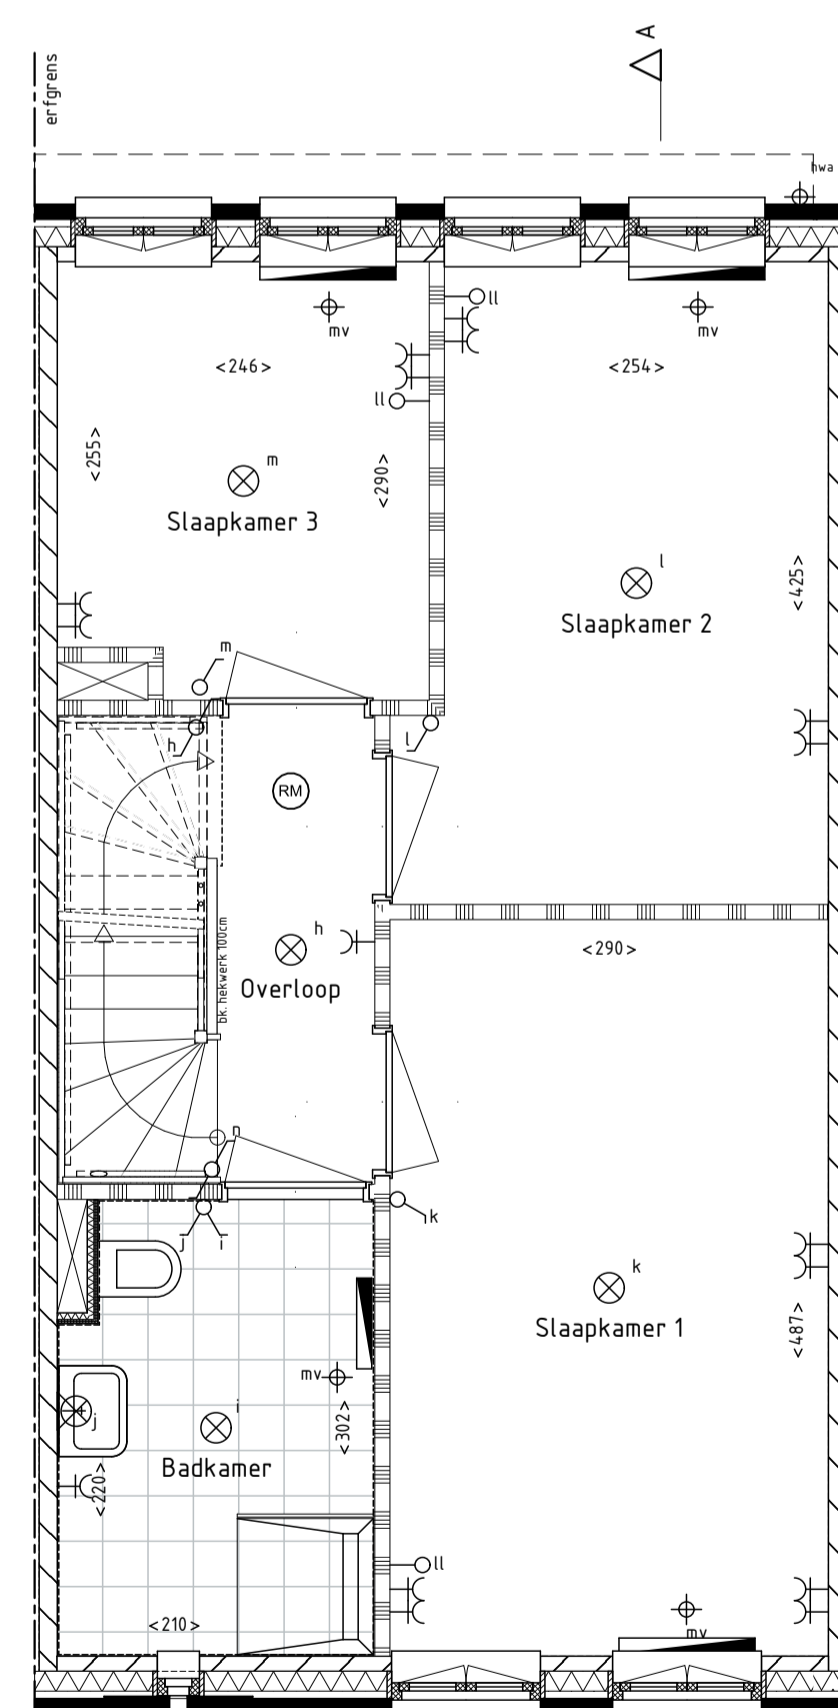 A
erfgrens
hwa
ll
mv
mv
<246>
<254>
ll
<255>
m
<290>
Slaapkamer 3
l
<425>
Slaapkamer 2
m
h
l
RM
h
<290>
bk. hekwerk 100cm
Overloop
n
k
j
i
k
Slaapkamer 1
<487>
mv
i
j
<302>
Badkamer
<220>
ll
<210>
mv